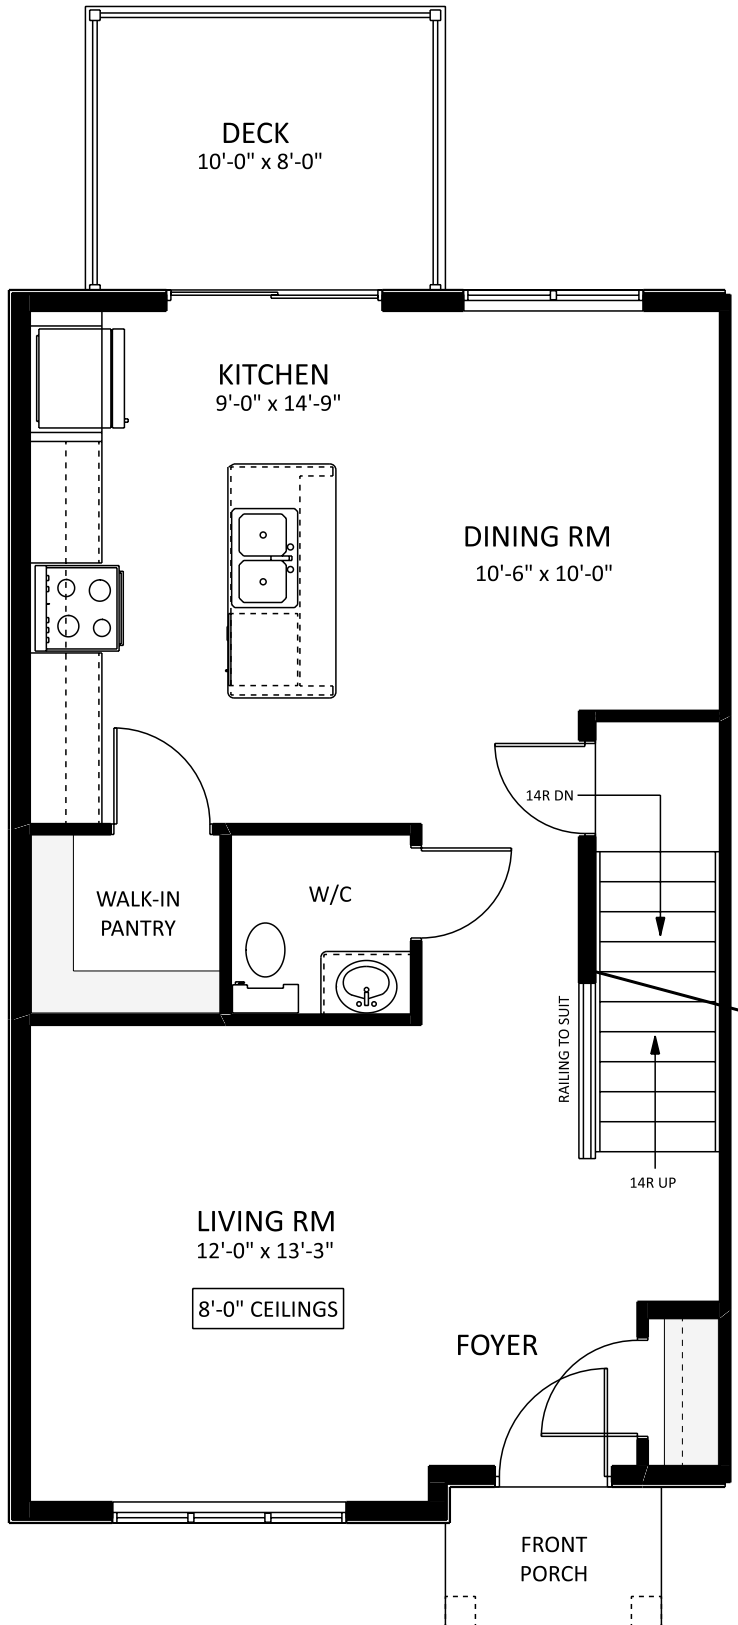 DECK
10'-0" x 8'-0"
KITCHEN
9'-0" x 14'-9"
DINING RM
10'-6" x 10'-0"
14R DN
WALK-IN
PANTRY
W/C
RAILING TO SUIT
14R UP
LIVING RM
12'-0" x 13'-3"
8'-0" CEILINGS
FOYER
FRONT
PORCH